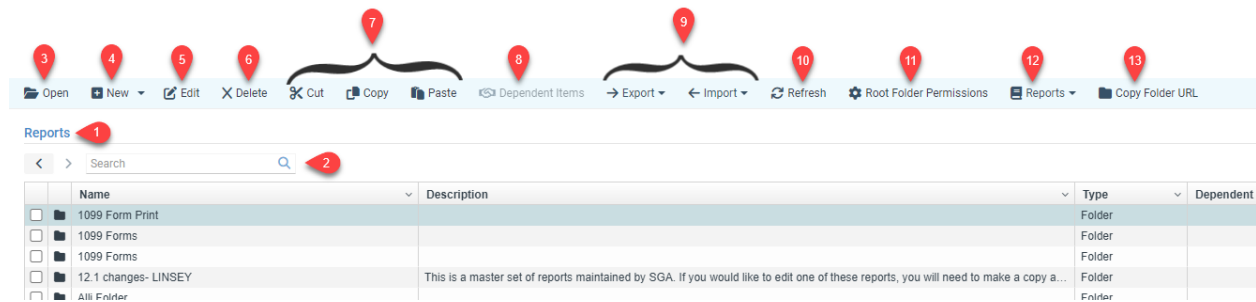 7 9
3 4 5 6 8 10 11 12 13
Open New Edit Delete Cut Copy Paste Dependent Items Export Import Refresh Root Folder Permissions Reports Copy Folder URL
Reports 1
Search 2
Name Description Type Dependent
1099 Form Print Folder
1099 Forms Folder
1099 Forms Folder
12.1 changes- LINSEY This is a master set of reports maintained by SGA. If you would like to edit one of these reports, you will need to make a copy a... Folder
Alli Folder Folder